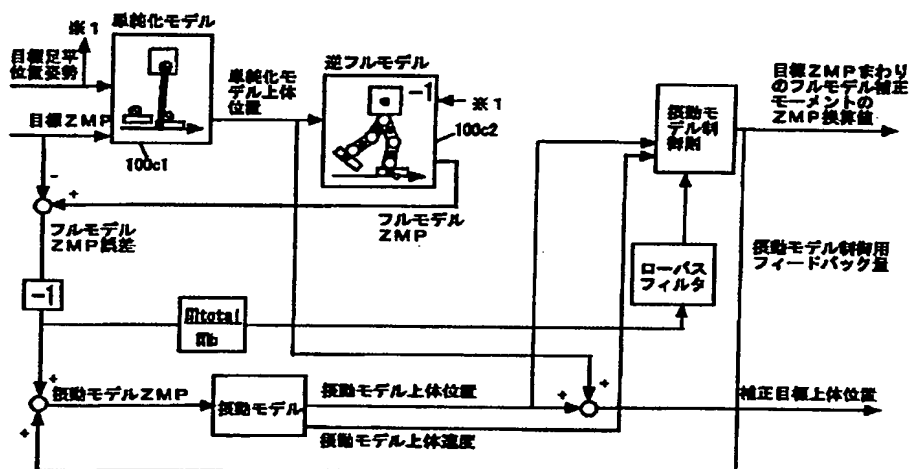 ※1
単純化モデル
目標足平
位置姿勢
目標ZMP
100c1
単純化モ
デル上体
位置
逆フルモデル
-1
※1
100c2
フルモデル
ZMP
摂動モ
デル制
御則
目標ZMPまわり
のフルモデル補正
モーメントの
ZMP換算値
-
+
フルモデル
ZMP誤差
-1
mtotal
mb
ローパス
フィルタ
摂動モデル制御用
フィードバック量
+
+
摂動モデルZMP
摂動モデル
摂動モデル上体位置
摂動モデル上体速度
+
+
補正目標上体位置